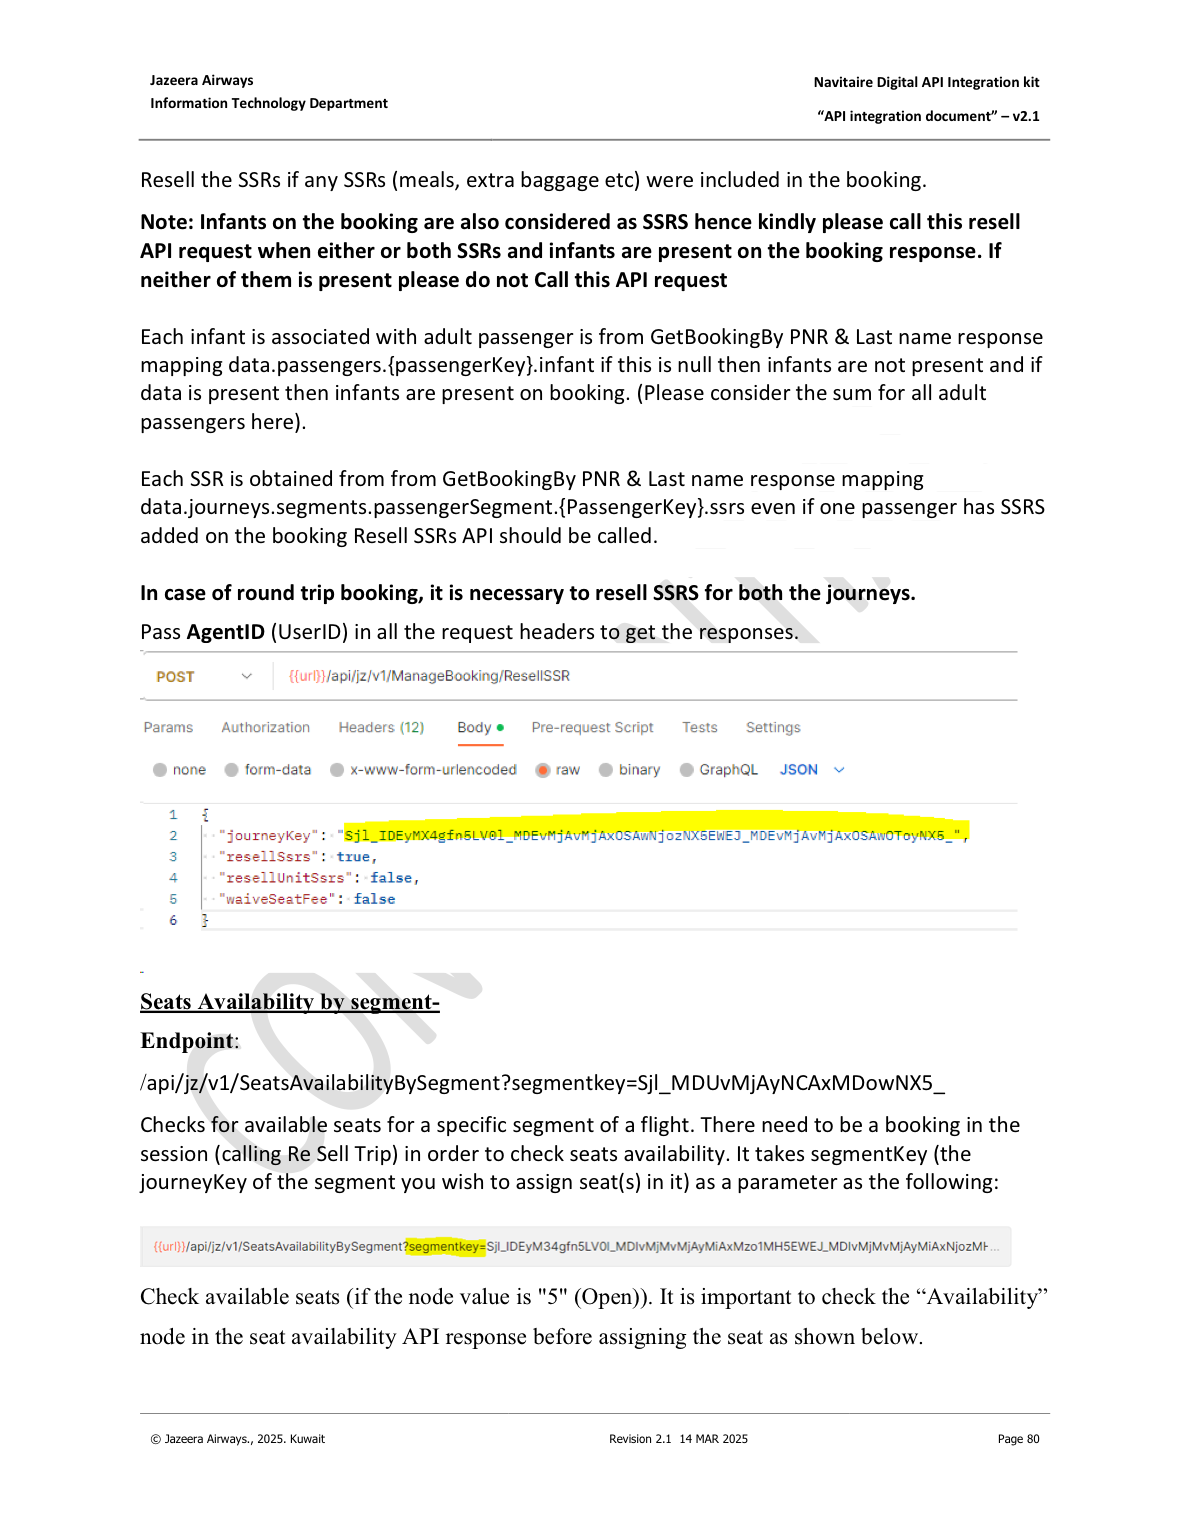 Jazeera Airways
Information Technology Department
Navitaire Digital API Integration kit
“API integration document” – v2.1
Resell the SSRs if any SSRs (meals, extra baggage etc) were included in the booking.
Note: Infants on the booking are also considered as SSRS hence kindly please call this resell
API request when either or both SSRs and infants are present on the booking response. If
neither of them is present please do not Call this API request
Each infant is associated with adult passenger is from GetBookingBy PNR & Last name response
mapping data.passengers.{passengerKey}.infant if this is null then infants are not present and if
data is present then infants are present on booking. (Please consider the sum for all adult
passengers here).
Each SSR is obtained from from GetBookingBy PNR & Last name response mapping
data.journeys.segments.passengerSegment.{PassengerKey}.ssrs even if one passenger has SSRS
added on the booking Resell SSRs API should be called.
In case of round trip booking, it is necessary to resell SSRS for both the journeys.
Pass AgentID (UserID) in all the request headers to get the responses.
POST {{url}}/api/jz/v1/ManageBooking/ResellSSR
Params Authorization Headers (12) Body Pre-request Script Tests Settings
none form-data x-www-form-urlencoded raw binary GraphQL JSON
1 {
2 "journeyKey": "Sjl_IDEyMX4gfn5LV0l_MDEvMjAvMjAxOSAwNjozNX5EWEJ_MDEvMjAvMjAxOSAwOToyNX5_",
3 "resellSsrs": true,
4 "resellUnitSsrs": false,
5 "waiveSeatFee": false
6 }
Seats Availability by segment-
Endpoint:
/api/jz/v1/SeatsAvailabilityBySegment?segmentkey=Sjl_MDUvMjAyNCAxMDowNX5_
Checks for available seats for a specific segment of a flight. There need to be a booking in the
session (calling Re Sell Trip) in order to check seats availability. It takes segmentKey (the
journeyKey of the segment you wish to assign seat(s) in it) as a parameter as the following:
{{url}}/api/jz/v1/SeatsAvailabilityBySegment?segmentkey=Sjl_IDEyM34gfn5LV0l_MDIvMjMvMjAyMiAxMzo1MH5EWEJ_MDIvMjMvMjAyMiAxNjozMH...
Check available seats (if the node value is "5" (Open)). It is important to check the “Availability”
node in the seat availability API response before assigning the seat as shown below.
© Jazeera Airways., 2025. Kuwait
Revision 2.1 14 MAR 2025
Page 80